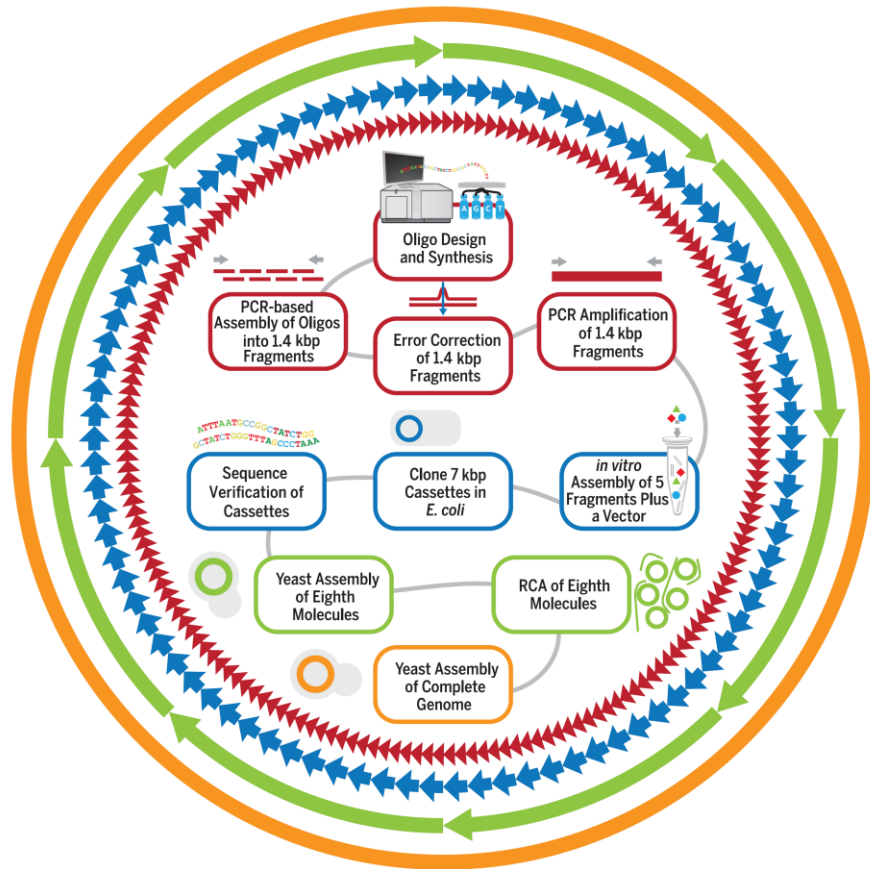 A G C T
Oligo Design
and Synthesis
PCR-based
Assembly of Oligos
into 1.4 kbp
Fragments
Error Correction
of 1.4 kbp
Fragments
PCR Amplification
of 1.4 kbp
Fragments
ATTTAATGCCGGCTATCTGG
GCTATCTGGGTTTAGCCCTAAA
Sequence
Verification of
Cassettes
Clone 7 kbp
Cassettes in
E. coli
in vitro
Assembly of 5
Fragments Plus
a Vector
Yeast Assembly
of Eighth
Molecules
RCA of Eighth
Molecules
Yeast Assembly
of Complete
Genome